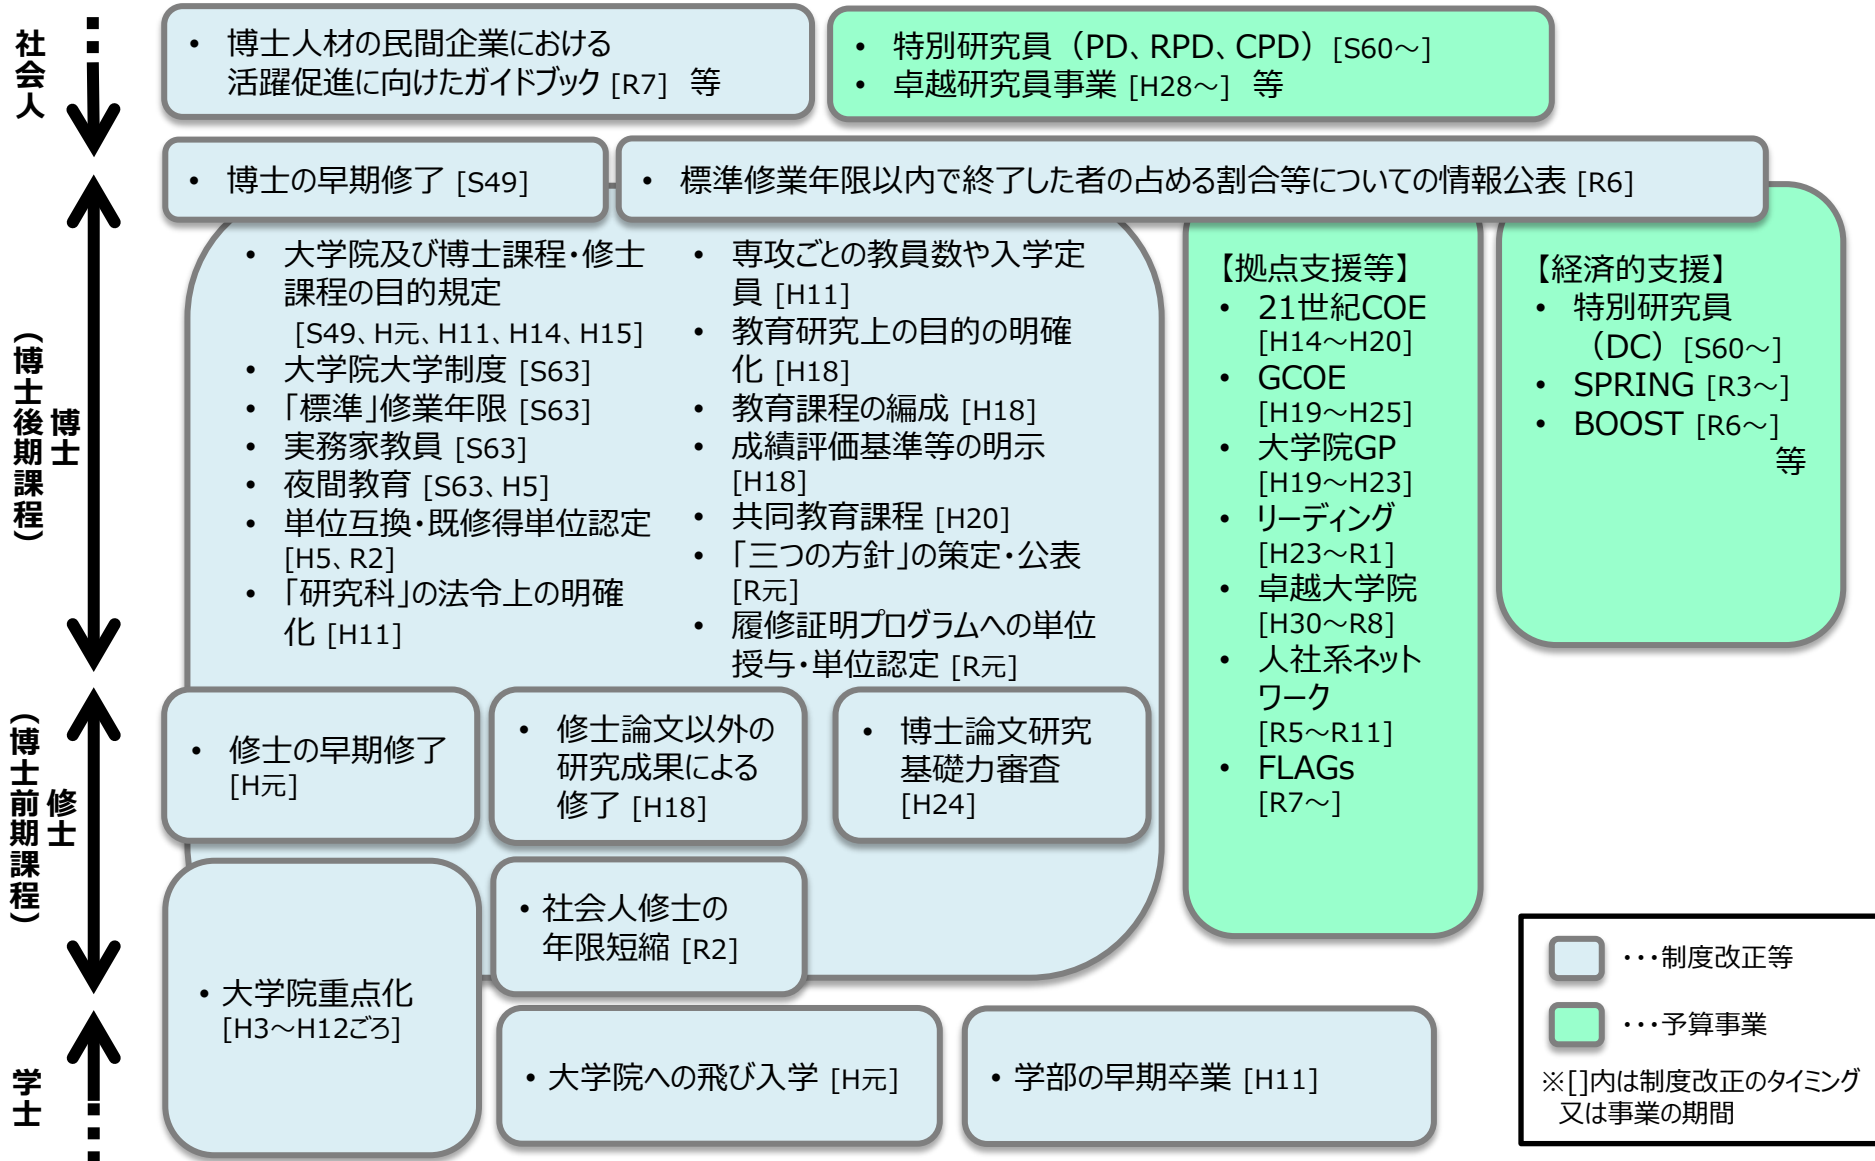 社会人
• 博士人材の民間企業における
活躍促進に向けたガイドブック [R7] 等
• 特別研究員（PD、RPD、CPD）[S60～]
• 卓越研究員事業 [H28～] 等
博士
（博士後期課程）
• 博士の早期修了 [S49]
• 標準修業年限以内で終了した者の占める割合等についての情報公表 [R6]
• 大学院及び博士課程・修士
課程の目的規定
[S49、H元、H11、H14、H15]
• 大学院大学制度 [S63]
• 「標準」修業年限 [S63]
• 実務家教員 [S63]
• 夜間教育 [S63、H5]
• 単位互換・既修得単位認定
[H5、R2]
• 「研究科」の法令上の明確
化 [H11]
• 専攻ごとの教員数や入学定
員 [H11]
• 教育研究上の目的の明確
化 [H18]
• 教育課程の編成 [H18]
• 成績評価基準等の明示
[H18]
• 共同教育課程 [H20]
• 「三つの方針」の策定・公表
[R元]
• 履修証明プログラムへの単位
授与・単位認定 [R元]
【拠点支援等】
• 21世紀COE
[H14～H20]
• GCOE
[H19～H25]
• 大学院GP
[H19～H23]
• リーディング
[H23～R1]
• 卓越大学院
[H30～R8]
• 人社系ネット
ワーク
[R5～R11]
• FLAGs
[R7～]
【経済的支援】
• 特別研究員
（DC）[S60～]
• SPRING [R3～]
• BOOST [R6～]
等
修士
（博士前期課程）
• 修士の早期修了
[H元]
• 修士論文以外の
研究成果による
修了 [H18]
• 博士論文研究
基礎力審査
[H24]
• 社会人修士の
年限短縮 [R2]
• 大学院重点化
[H3～H12ごろ]
学士
• 大学院への飛び入学 [H元]
• 学部の早期卒業 [H11]
・・・制度改正等
・・・予算事業
※[]内は制度改正のタイミング
又は事業の期間